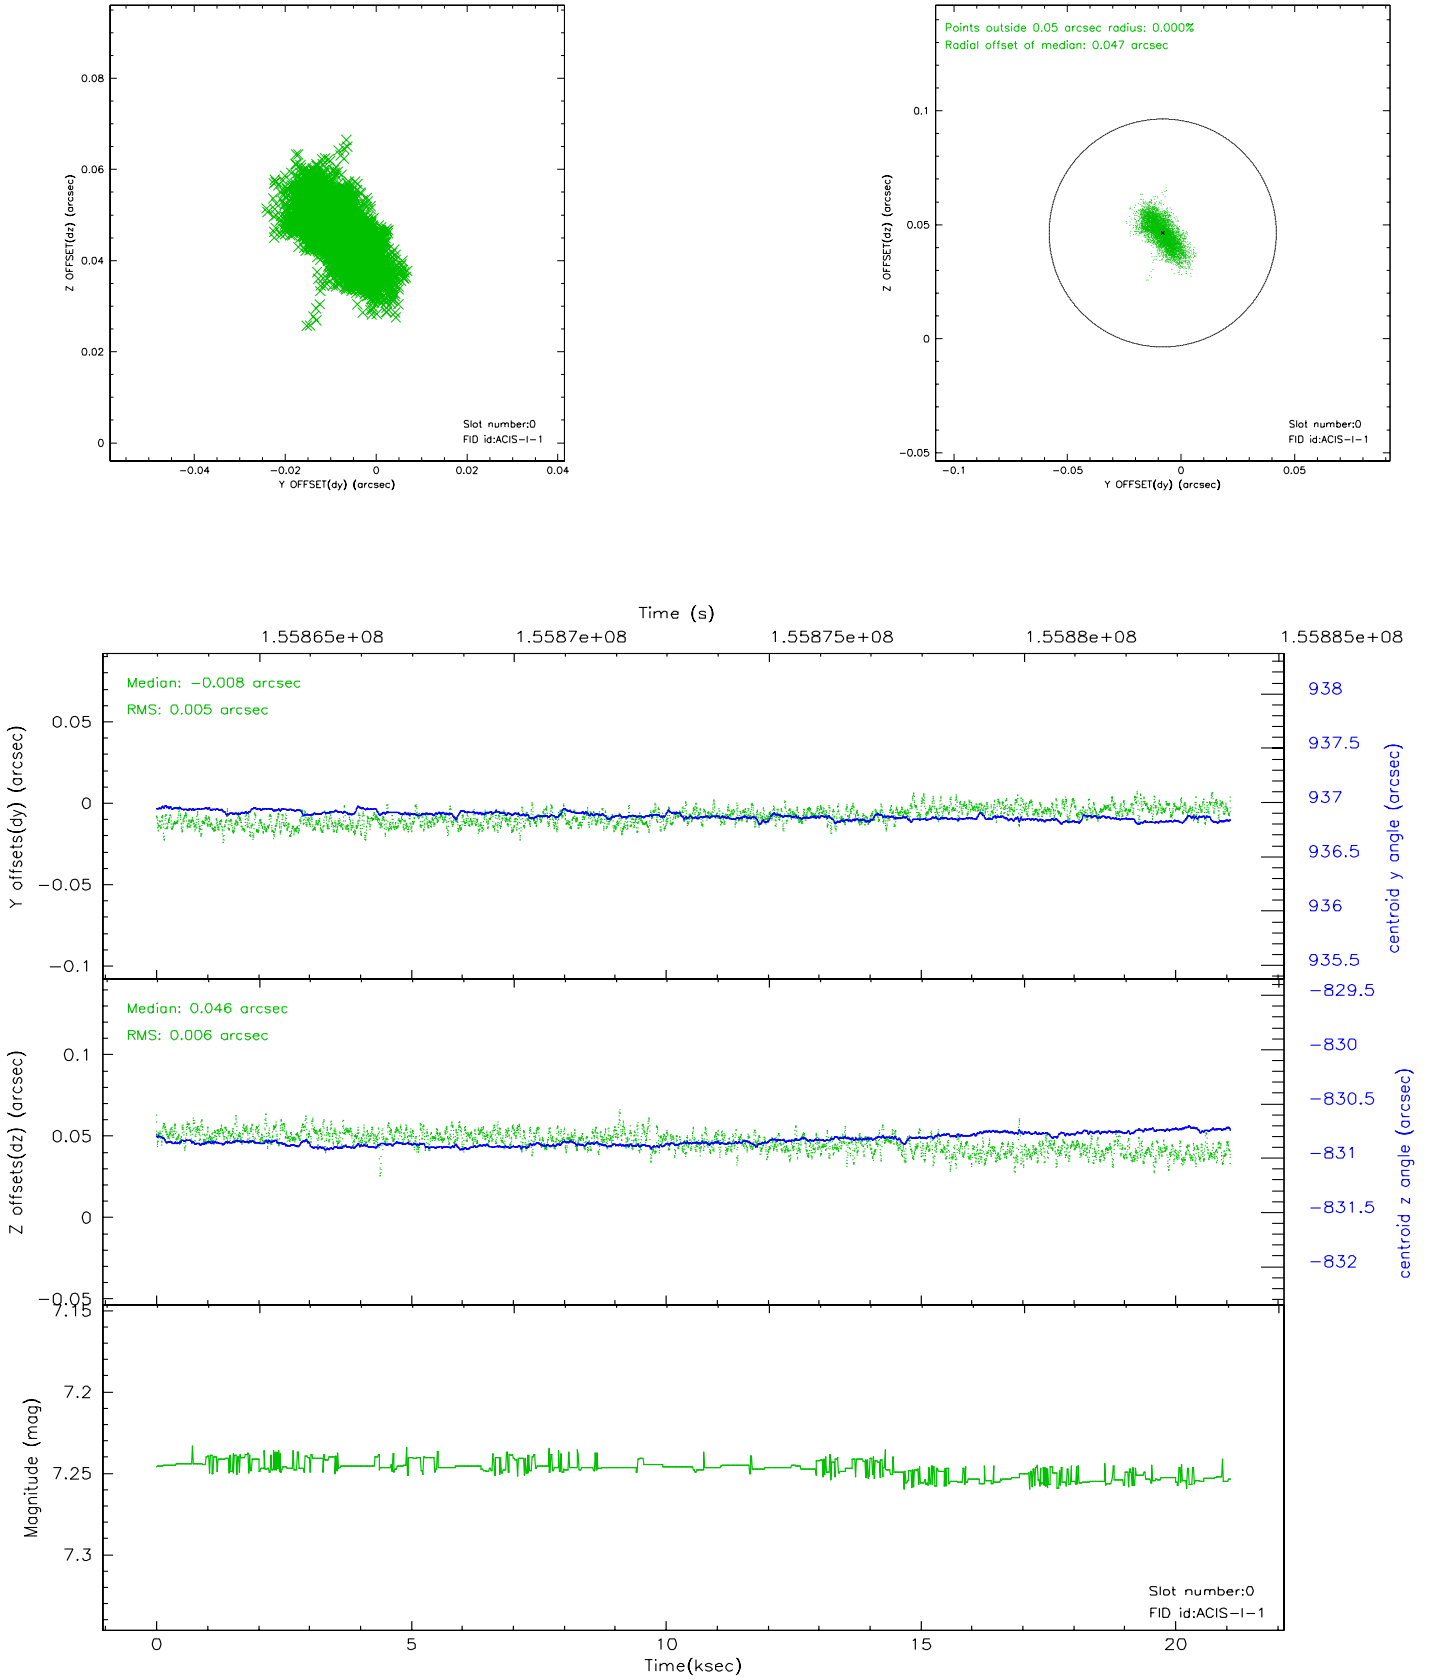 0.08
0.06
0.04
0.02
0
Z OFFSET(dz) (arcsec)
Slot number:0
FID id:ACIS-I-1
-0.04 -0.02 0 0.02 0.04
Y OFFSET(dy) (arcsec)
Points outside 0.05 arcsec radius: 0.000%
Radial offset of median: 0.047 arcsec
0.1
0.05
0
-0.05
Z OFFSET(dz) (arcsec)
Slot number:0
FID id:ACIS-I-1
-0.1 -0.05 0 0.05
Y OFFSET(dy) (arcsec)
Time (s)
1.55865e+08 1.5587e+08 1.55875e+08 1.5588e+08 1.55885e+08
Median: -0.008 arcsec
RMS: 0.005 arcsec
0.05
0
-0.05
-0.1
Y offsets(dy) (arcsec)
938
937.5
937
936.5
936
935.5
centroid y angle (arcsec)
Median: 0.046 arcsec
RMS: 0.006 arcsec
0.1
0.05
0
-0.05
Z offsets(dz) (arcsec)
-829.5
-830
-830.5
-831
-831.5
-832
centroid z angle (arcsec)
7.15
7.2
7.25
7.3
Magnitude (mag)
Slot number:0
FID id:ACIS-I-1
0 5 10 15 20
Time(ksec)